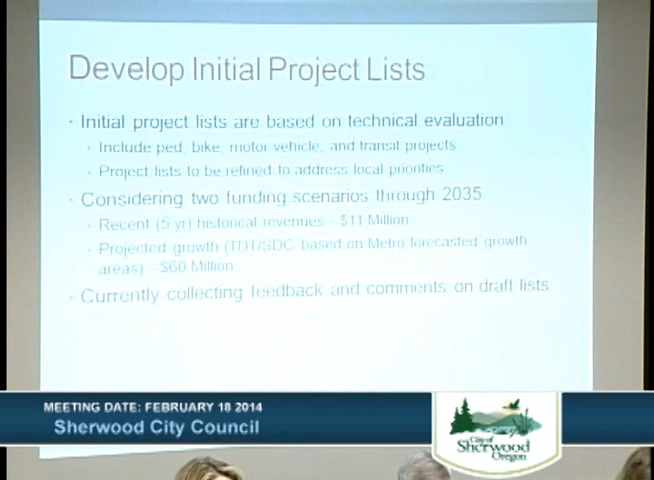 Develop Initial Project Lists
· Initial project lists are based on technical evaluation
· Include ped, bike, motor vehicle, and transit projects
· Project lists to be refined to address local priorities
· Considering two funding scenarios through 2035
· Recent (5 yr) historical revenues - $11 Million
· Projected growth (TDT/SDC based on Metro forecasted growth
areas) - $60 Million
· Currently collecting feedback and comments on draft lists
MEETING DATE: FEBRUARY 18 2014
Sherwood City Council
City of
Sherwood
Oregon